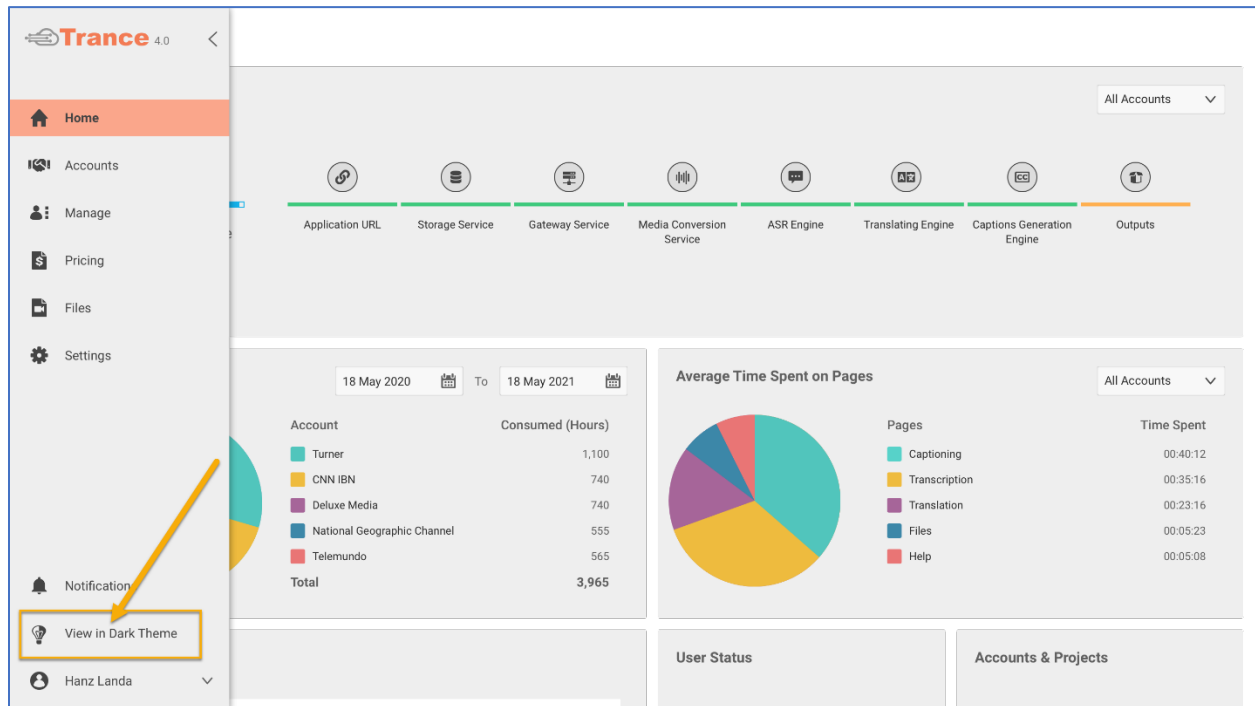 Trance 4.0
Home
Accounts
Manage
Pricing
Files
Settings
Notification
View in Dark Theme
Hanz Landa
All Accounts
Application URL
Storage Service
Gateway Service
Media Conversion
Service
ASR Engine
Translating Engine
Captions Generation
Engine
Outputs
18 May 2020 To 18 May 2021
Account Consumed (Hours)
Turner 1,100
CNN IBN 740
Deluxe Media 740
National Geographic Channel 555
Telemundo 565
Total 3,965
Average Time Spent on Pages
All Accounts
Pages Time Spent
Captioning 00:40:12
Transcription 00:35:16
Translation 00:23:16
Files 00:05:23
Help 00:05:08
User Status
Accounts & Projects